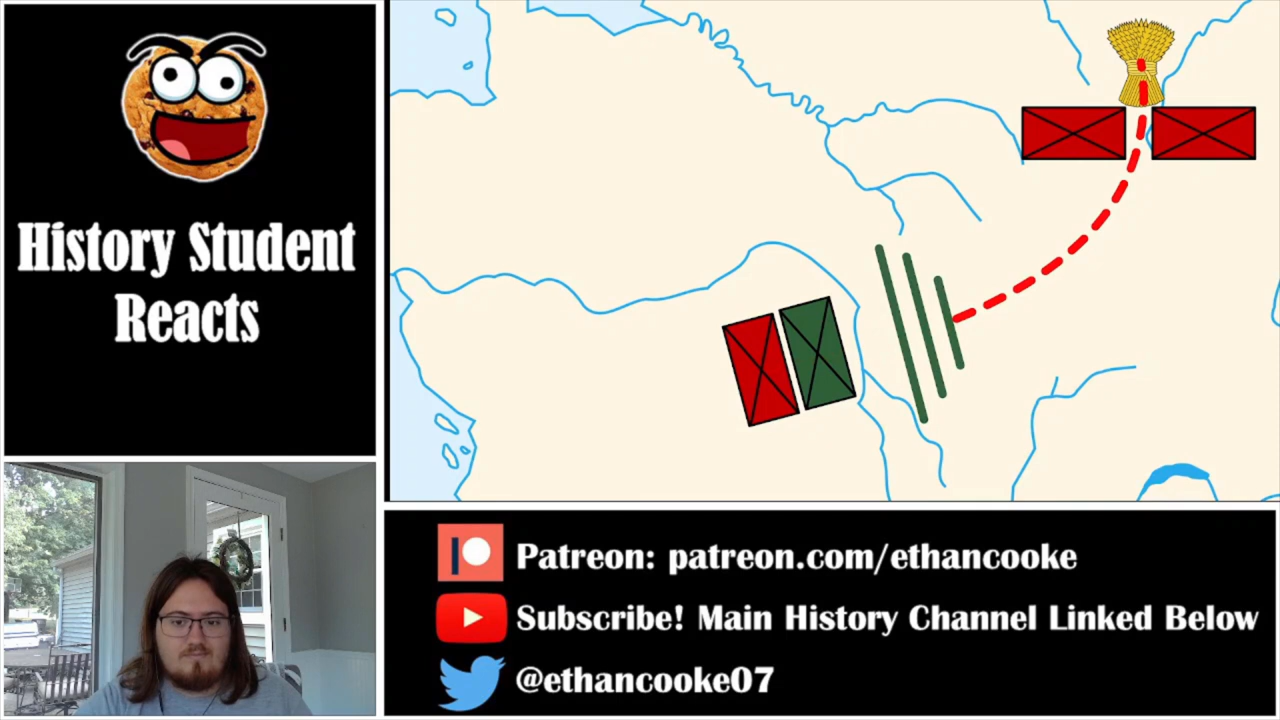 History Student
Reacts
Patreon: patreon.com/ethancooke
Subscribe! Main History Channel Linked Below
@ethancooke07